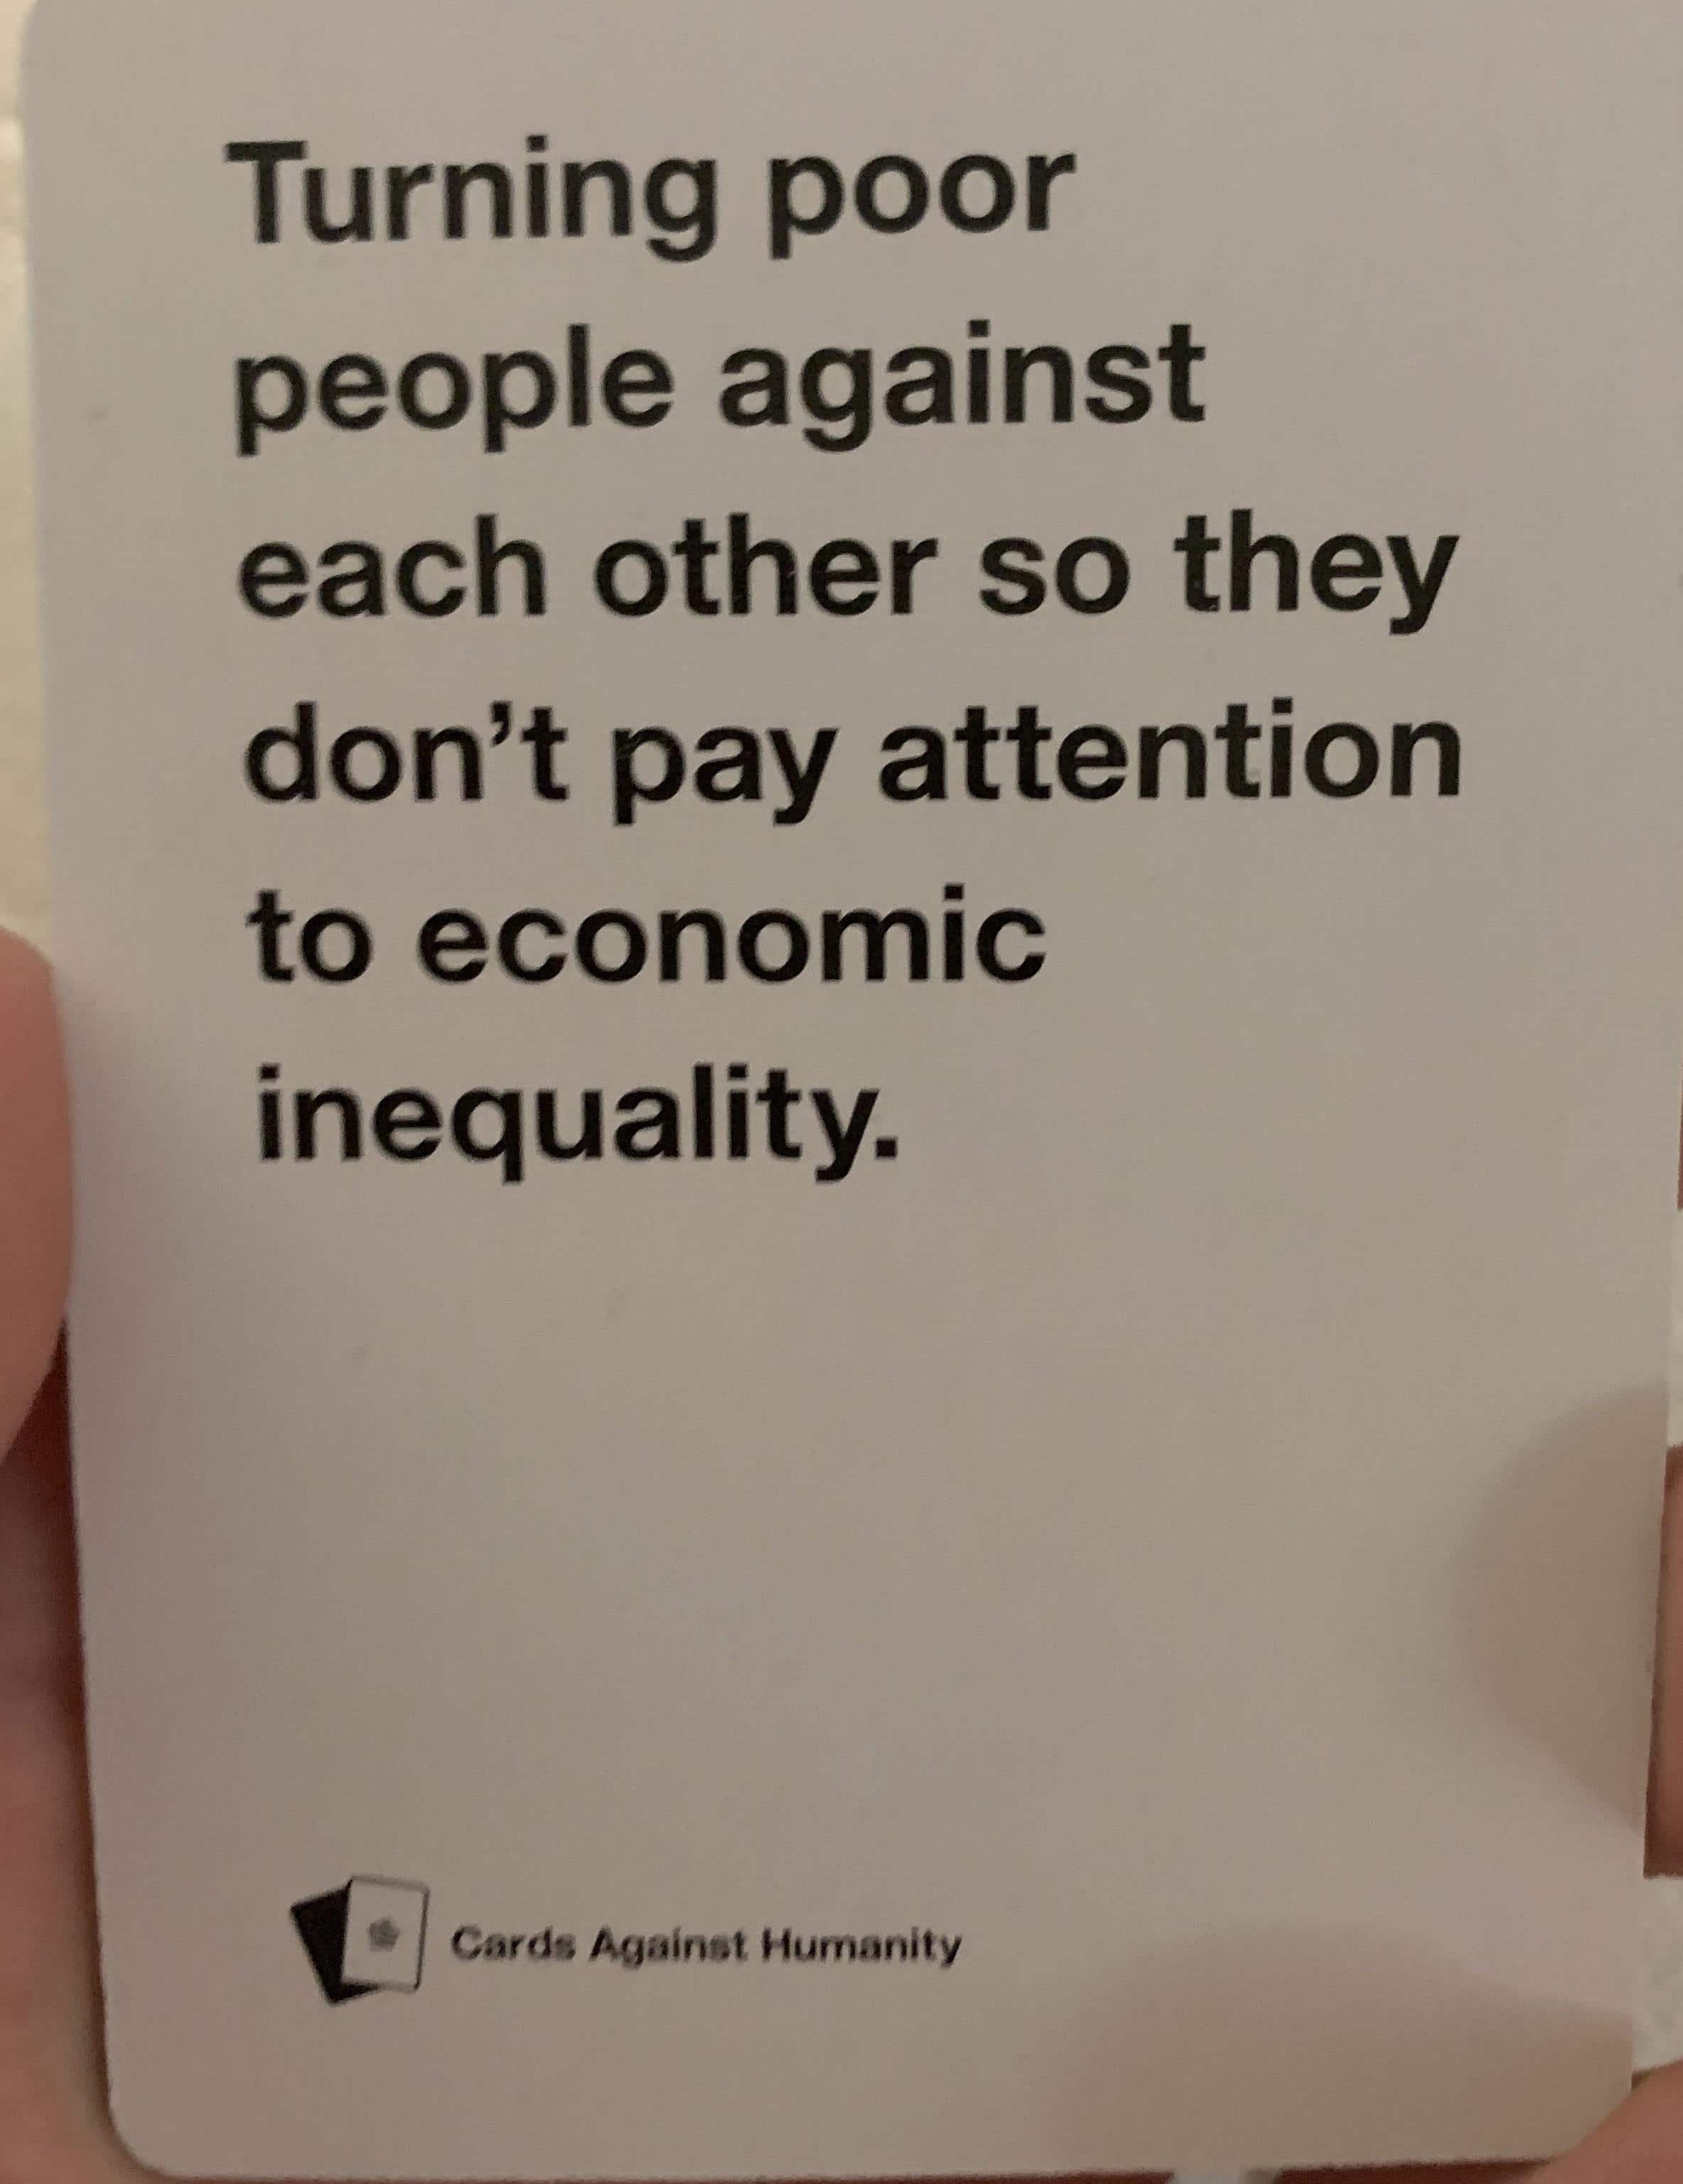 Turning poor
people against
each other so they
don't pay attention
to economic
inequality.
Cards Against Humanity